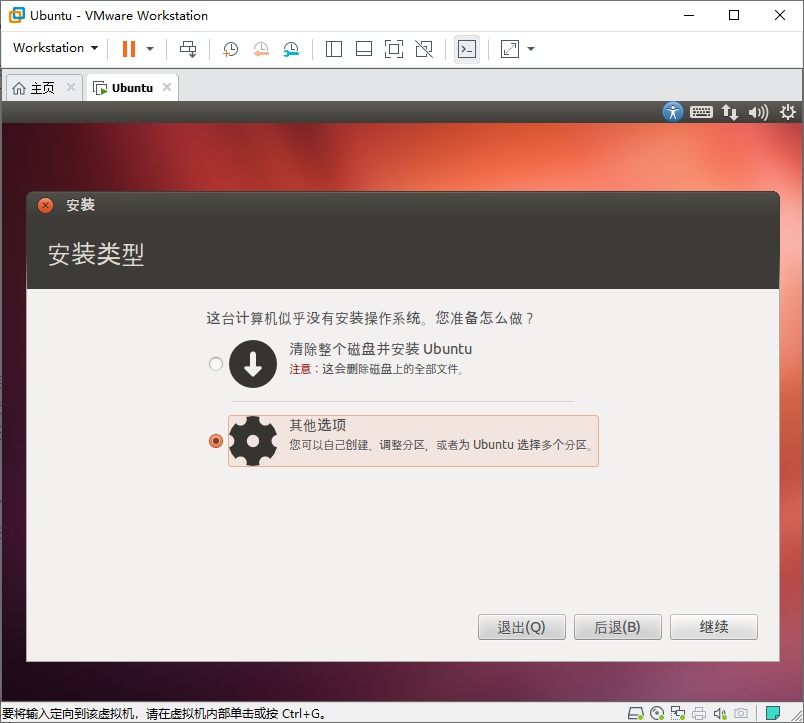 Ubuntu - VMware Workstation
Workstation
主页
Ubuntu
安装
安装类型
这台计算机似乎没有安装操作系统。您准备怎么做？
清除整个磁盘并安装 Ubuntu
注意：这会删除磁盘上的全部文件。
其他选项
您可以自己创建、调整分区，或者为 Ubuntu 选择多个分区。
退出(Q)
后退(B)
继续
要将输入定向到该虚拟机，请在虚拟机内部单击或按 Ctrl+G。